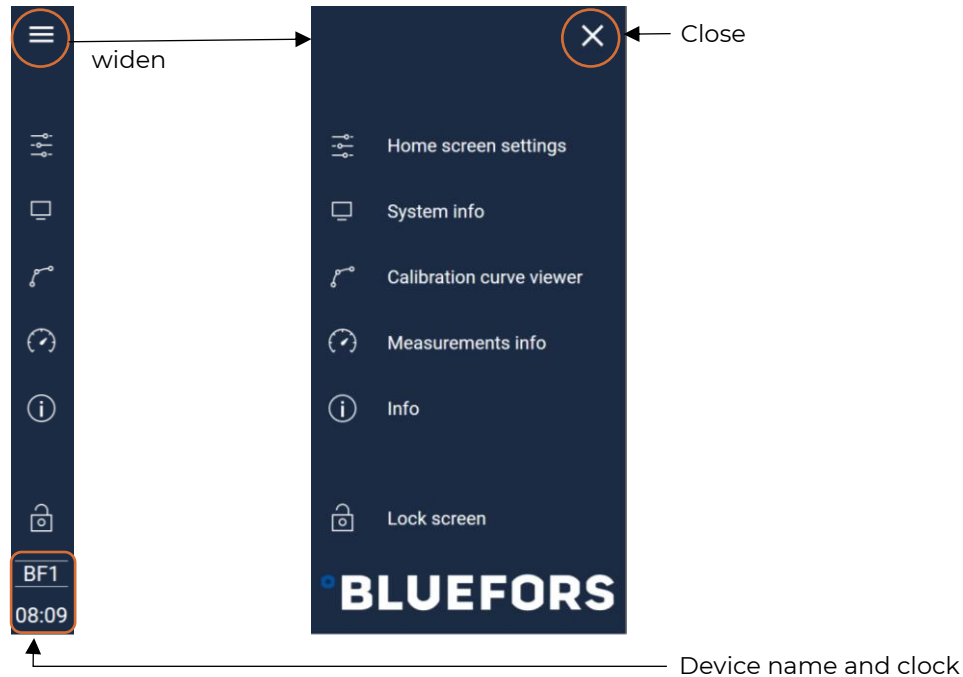 widen
Close
Home screen settings
System info
Calibration curve viewer
Measurements info
Info
Lock screen
BF1
08:09
BLUEFORS
Device name and clock